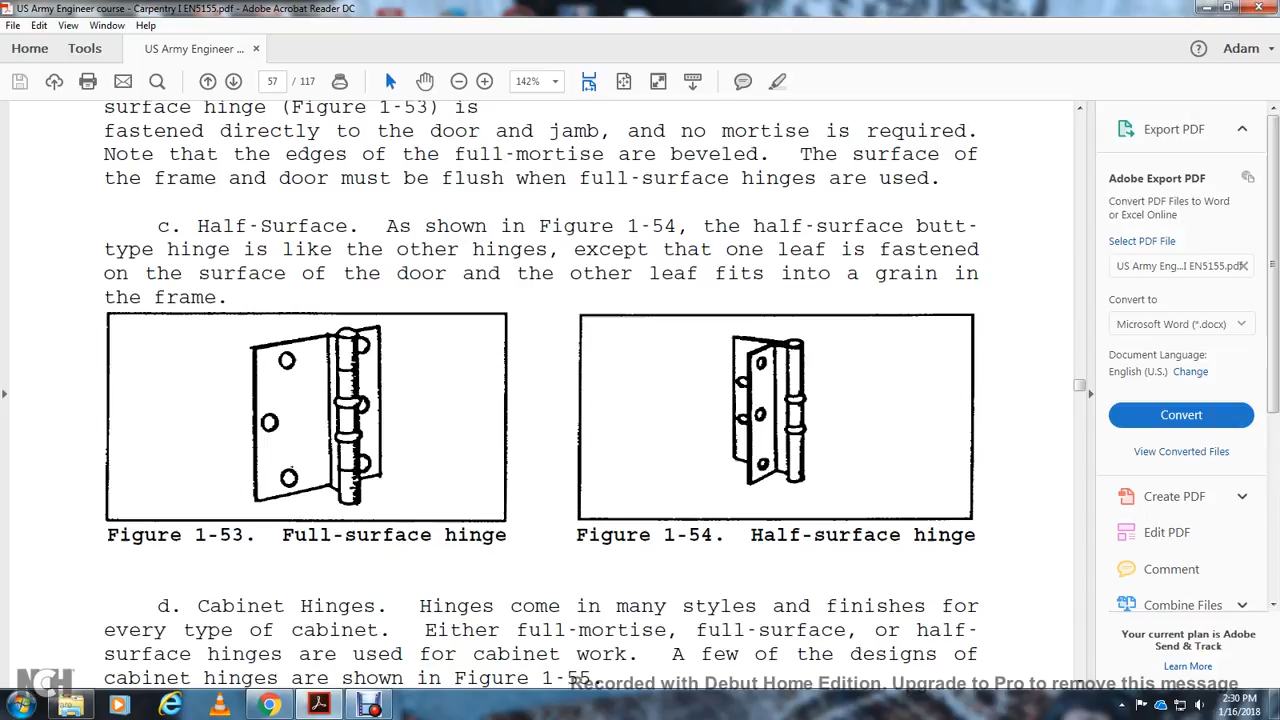 US Army Engineer course - Carpentry I EN5155.pdf - Adobe Acrobat Reader DC
File Edit View Window Help
Home Tools US Army Engineer ... × Adam
57 / 117 142%
surface hinge (Figure 1-53) is
fastened directly to the door and jamb, and no mortise is required.
Note that the edges of the full-mortise are beveled. The surface of
the frame and door must be flush when full-surface hinges are used.
c. Half-Surface. As shown in Figure 1-54, the half-surface butt-
type hinge is like the other hinges, except that one leaf is fastened
on the surface of the door and the other leaf fits into a grain in
the frame.
Figure 1-53. Full-surface hinge
Figure 1-54. Half-surface hinge
d. Cabinet Hinges. Hinges come in many styles and finishes for
every type of cabinet. Either full-mortise, full-surface, or half-
surface hinges are used for cabinet work. A few of the designs of
cabinet hinges are shown in Figure 1-55.
Export PDF
Adobe Export PDF
Convert PDF Files to Word
or Excel Online
Select PDF File
US Army Eng...I EN5155.pdf
Convert to
Microsoft Word (*.docx)
Document Language:
English (U.S.) Change
Convert
View Converted Files
Create PDF
Edit PDF
Comment
Combine Files
Your current plan is Adobe
Send & Track
Learn More
NCH
Recorded with Debut Home Edition. Upgrade to Pro to remove this message
2:30 PM
1/16/2018